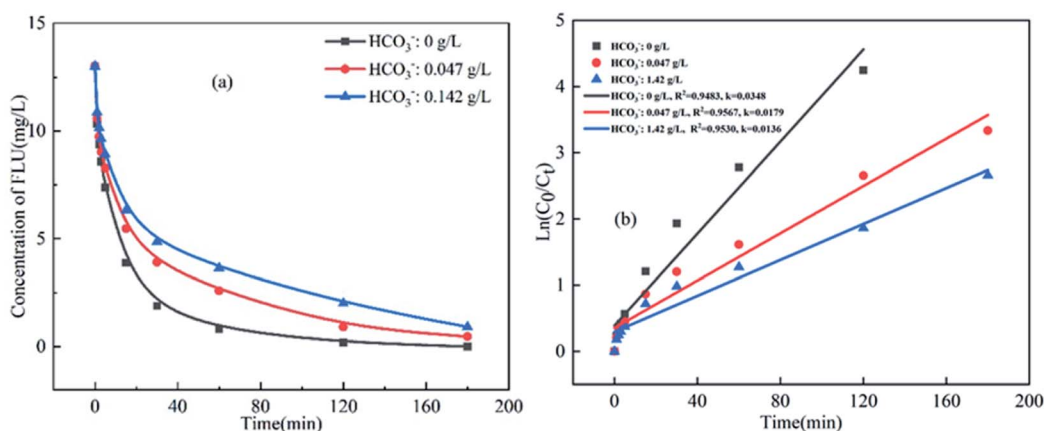 15
10
5
0
Concentration of FLU(mg/L)
(a)
HCO₃⁻: 0 g/L
HCO₃⁻: 0.047 g/L
HCO₃⁻: 0.142 g/L
0 40 80 120 160 200
Time(min)
5
4
3
2
1
0
Ln(C₀/Cₜ)
HCO₃⁻: 0 g/L
HCO₃⁻: 0.047 g/L
HCO₃⁻: 1.42 g/L
HCO₃⁻: 0 g/L, R²=0.9483, k=0.0348
HCO₃⁻: 0.047 g/L, R²=0.9567, k=0.0179
HCO₃⁻: 1.42 g/L, R²=0.9530, k=0.0136
(b)
0 40 80 120 160 200
Time(min)